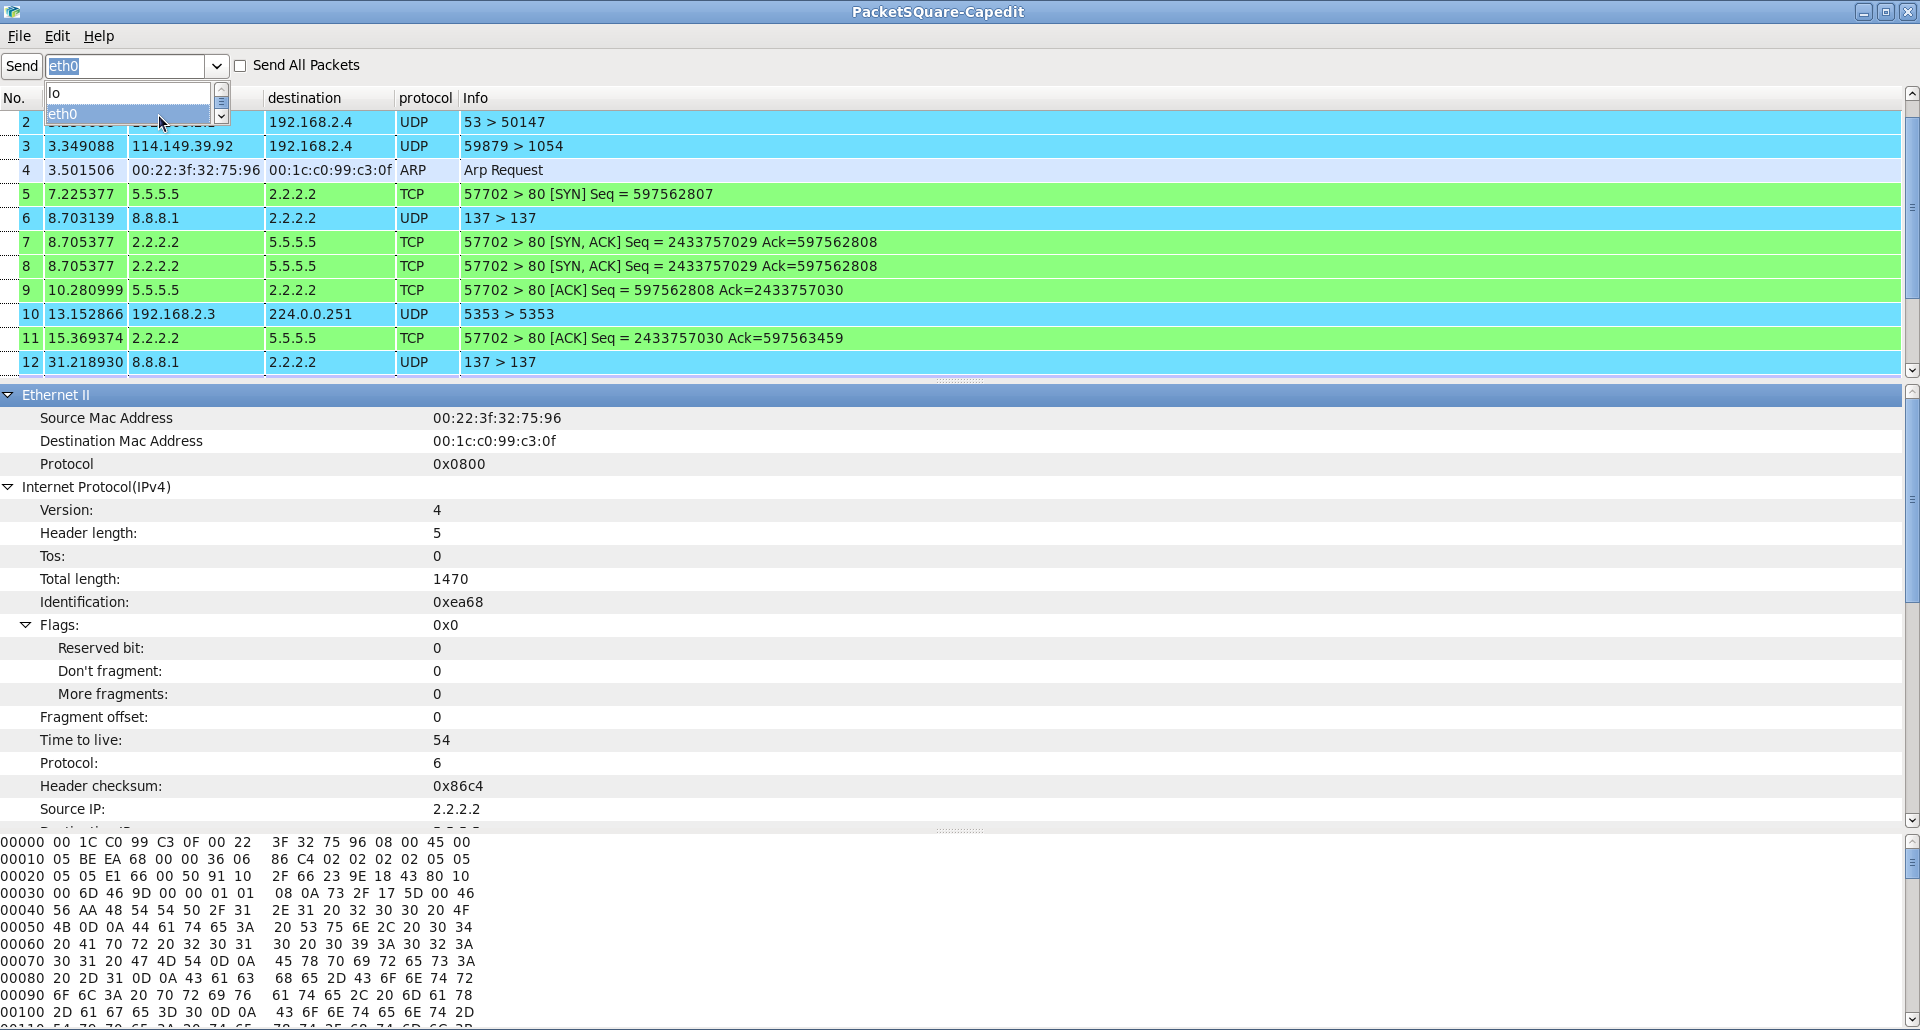 PacketSQuare-Capedit
File Edit Help
Send eth0 Send All Packets
lo
eth0
No. destination protocol Info
2 192.168.2.4 UDP 53 > 50147
3 3.349088 114.149.39.92 192.168.2.4 UDP 59879 > 1054
4 3.501506 00:22:3f:32:75:96 00:1c:c0:99:c3:0f ARP Arp Request
5 7.225377 5.5.5.5 2.2.2.2 TCP 57702 > 80 [SYN] Seq = 597562807
6 8.703139 8.8.8.1 2.2.2.2 UDP 137 > 137
7 8.705377 2.2.2.2 5.5.5.5 TCP 57702 > 80 [SYN, ACK] Seq = 2433757029 Ack=597562808
8 8.705377 2.2.2.2 5.5.5.5 TCP 57702 > 80 [SYN, ACK] Seq = 2433757029 Ack=597562808
9 10.280999 5.5.5.5 2.2.2.2 TCP 57702 > 80 [ACK] Seq = 597562808 Ack=2433757030
10 13.152866 192.168.2.3 224.0.0.251 UDP 5353 > 5353
11 15.369374 2.2.2.2 5.5.5.5 TCP 57702 > 80 [ACK] Seq = 2433757030 Ack=597563459
12 31.218930 8.8.8.1 2.2.2.2 UDP 137 > 137
Ethernet II
Source Mac Address 00:22:3f:32:75:96
Destination Mac Address 00:1c:c0:99:c3:0f
Protocol 0x0800
Internet Protocol(IPv4)
Version: 4
Header length: 5
Tos: 0
Total length: 1470
Identification: 0xea68
Flags: 0x0
Reserved bit: 0
Don't fragment: 0
More fragments: 0
Fragment offset: 0
Time to live: 54
Protocol: 6
Header checksum: 0x86c4
Source IP: 2.2.2.2
00000 00 1C C0 99 C3 0F 00 22 3F 32 75 96 08 00 45 00
00010 05 BE EA 68 00 00 36 06 86 C4 02 02 02 02 05 05
00020 05 05 E1 66 00 50 91 10 2F 66 23 9E 18 43 80 10
00030 00 6D 46 9D 00 00 01 01 08 0A 73 2F 17 5D 00 46
00040 56 AA 48 54 54 50 2F 31 2E 31 20 32 30 30 20 4F
00050 4B 0D 0A 44 61 74 65 3A 20 53 75 6E 2C 20 30 34
00060 20 41 70 72 20 32 30 31 30 20 30 39 3A 30 32 3A
00070 30 31 20 47 4D 54 0D 0A 45 78 70 69 72 65 73 3A
00080 20 2D 31 0D 0A 43 61 63 68 65 2D 43 6F 6E 74 72
00090 6F 6C 3A 20 70 72 69 76 61 74 65 2C 20 6D 61 78
00100 2D 61 67 65 3D 30 0D 0A 43 6F 6E 74 65 6E 74 2D